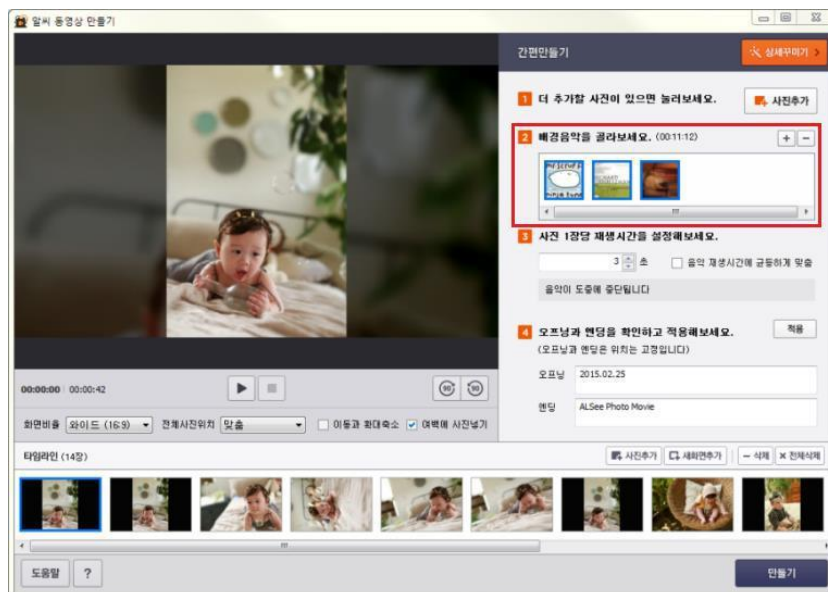 알씨 동영상 만들기
간편만들기
상세꾸미기 >
1 더 추가할 사진이 있으면 눌러보세요.
사진추가
2 배경음악을 골라보세요. (00:11:12)
+ −
3 사진 1장당 재생시간을 설정해보세요.
3 초
음악 재생시간에 균등하게 맞춤
음악이 도중에 중단됩니다
4 오프닝과 엔딩을 확인하고 적용해보세요.
적용
(오프닝과 엔딩은 위치는 고정입니다)
오프닝 2015.02.25
엔딩 ALSee Photo Movie
00:00:00 00:00:42
90 90
화면비율 와이드 (16:9) 전체사진위치 맞춤 이동과 확대축소 여백에 사진넣기
타임라인 (14장)
사진추가 새화면추가 − 삭제 × 전체삭제
도움말 ? 만들기